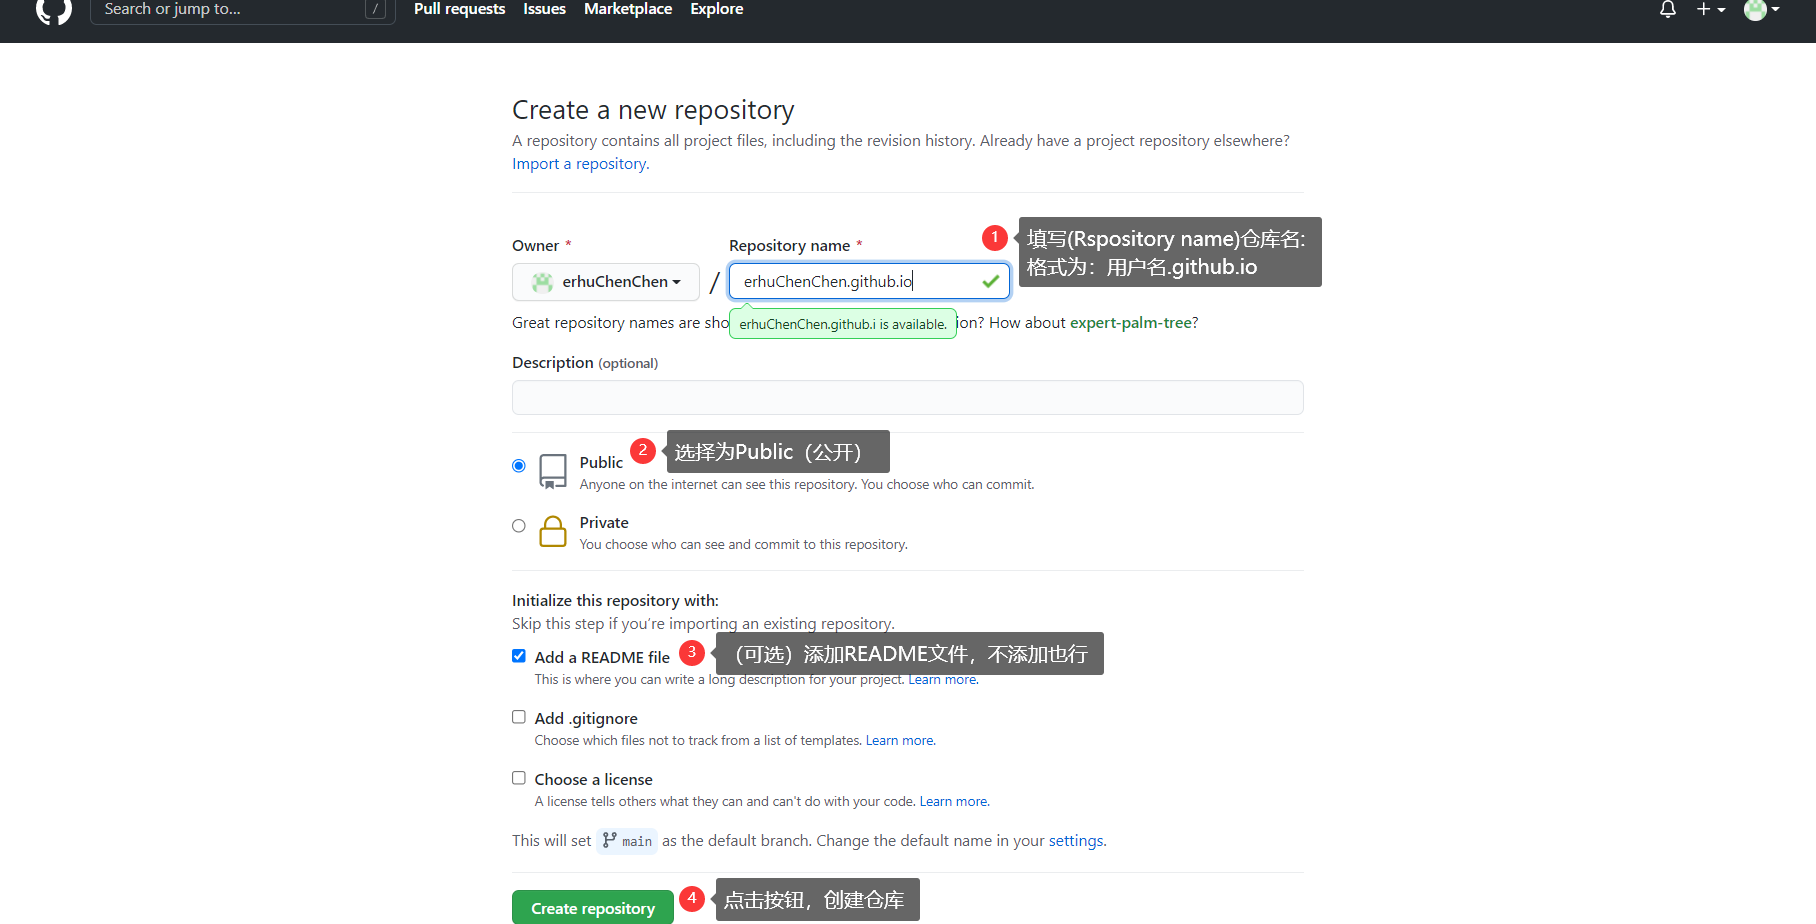 Search or jump to... /
Pull requests Issues Marketplace Explore
Create a new repository
A repository contains all project files, including the revision history. Already have a project repository elsewhere?
Import a repository.
Owner *
Repository name *
1
填写(Rspository name)仓库名:
格式为：用户名.github.io
erhuChenChen / erhuChenChen.github.io
Great repository names are sho
erhuChenChen.github.i is available.
ion? How about expert-palm-tree?
Description (optional)
2
选择为Public（公开）
Public
Anyone on the internet can see this repository. You choose who can commit.
Private
You choose who can see and commit to this repository.
Initialize this repository with:
Skip this step if you’re importing an existing repository.
Add a README file
3
（可选）添加README文件，不添加也行
This is where you can write a long description for your project. Learn more.
Add .gitignore
Choose which files not to track from a list of templates. Learn more.
Choose a license
A license tells others what they can and can't do with your code. Learn more.
This will set main as the default branch. Change the default name in your settings.
Create repository
4
点击按钮，创建仓库